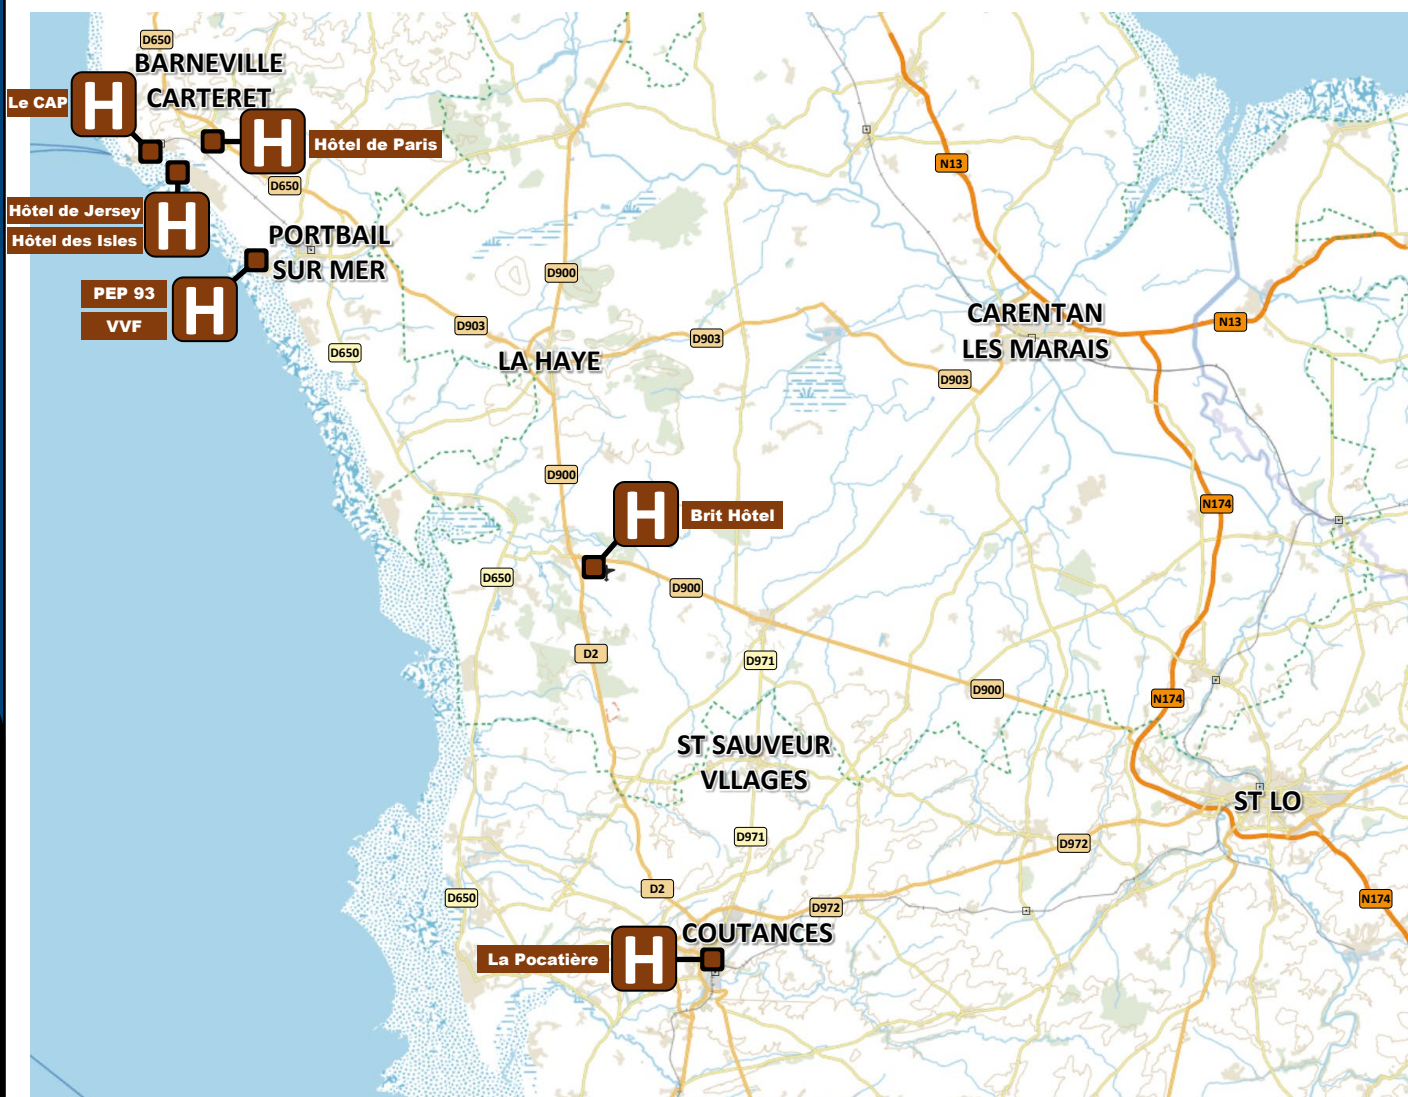 D650
BARNEVILLE
CARTERET
Le CAP
H
H
Hôtel de Paris
N13
D650
Hôtel de Jersey
Hôtel des Isles
H
PORTBAIL
SUR MER
PEP 93
VVF
H
D900
D903
D903
D650
LA HAYE
CARENTAN
LES MARAIS
N13
D903
D900
H
Brit Hôtel
N174
D650
D900
D2
D971
D900
N174
ST SAUVEUR
VLLAGES
ST LO
D971
D972
D2
D650
D972
N174
COUTANCES
La Pocatière
H